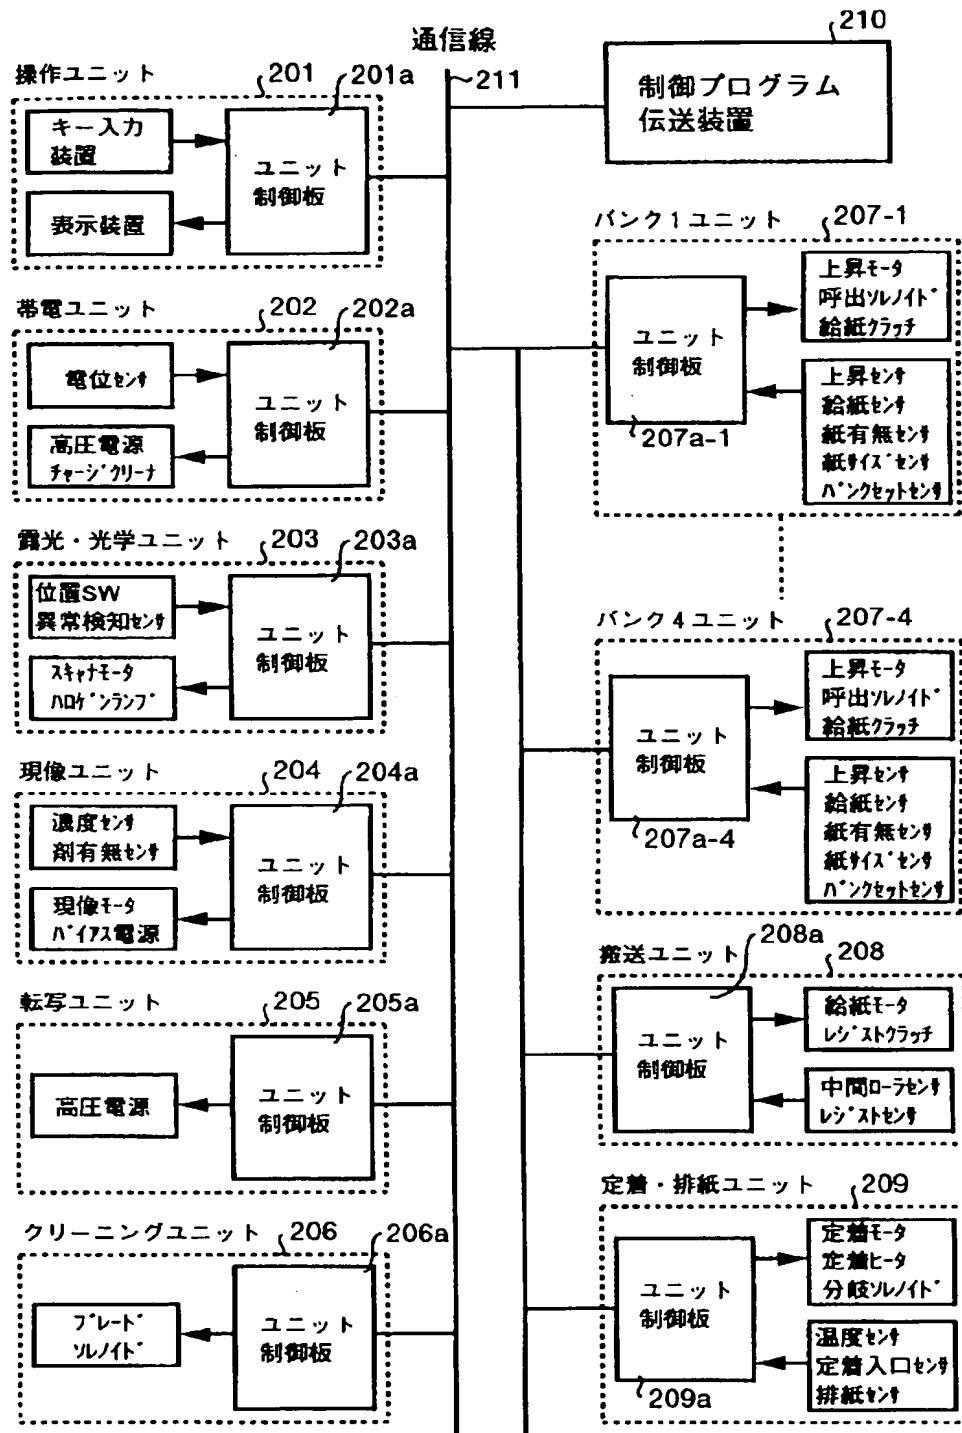 通信線
211
210
制御プログラム
伝送装置
操作ユニット
201
201a
キー入力
装置
表示装置
ユニット
制御板
帯電ユニット
202
202a
電位センサ
高圧電源
チャージクリーナ
ユニット
制御板
露光・光学ユニット
203
203a
位置SW
異常検知センサ
スキャナモータ
ハロゲンランプ
ユニット
制御板
現像ユニット
204
204a
濃度センサ
剤有無センサ
現像モータ
バイアス電源
ユニット
制御板
転写ユニット
205
205a
高圧電源
ユニット
制御板
クリーニングユニット
206
206a
ブレード
ソレノイド
ユニット
制御板
バンク1ユニット
207-1
ユニット
制御板
207a-1
上昇モータ
呼出ソレノイド
給紙クラッチ
上昇センサ
給紙センサ
紙有無センサ
紙サイズセンサ
バンクセットセンサ
バンク4ユニット
207-4
ユニット
制御板
207a-4
上昇モータ
呼出ソレノイド
給紙クラッチ
上昇センサ
給紙センサ
紙有無センサ
紙サイズセンサ
バンクセットセンサ
搬送ユニット
208a
208
ユニット
制御板
給紙モータ
レジストクラッチ
中間ローラセンサ
レジストセンサ
定着・排紙ユニット
209
ユニット
制御板
209a
定着モータ
定着ヒータ
分岐ソレノイド
温度センサ
定着入口センサ
排紙センサ